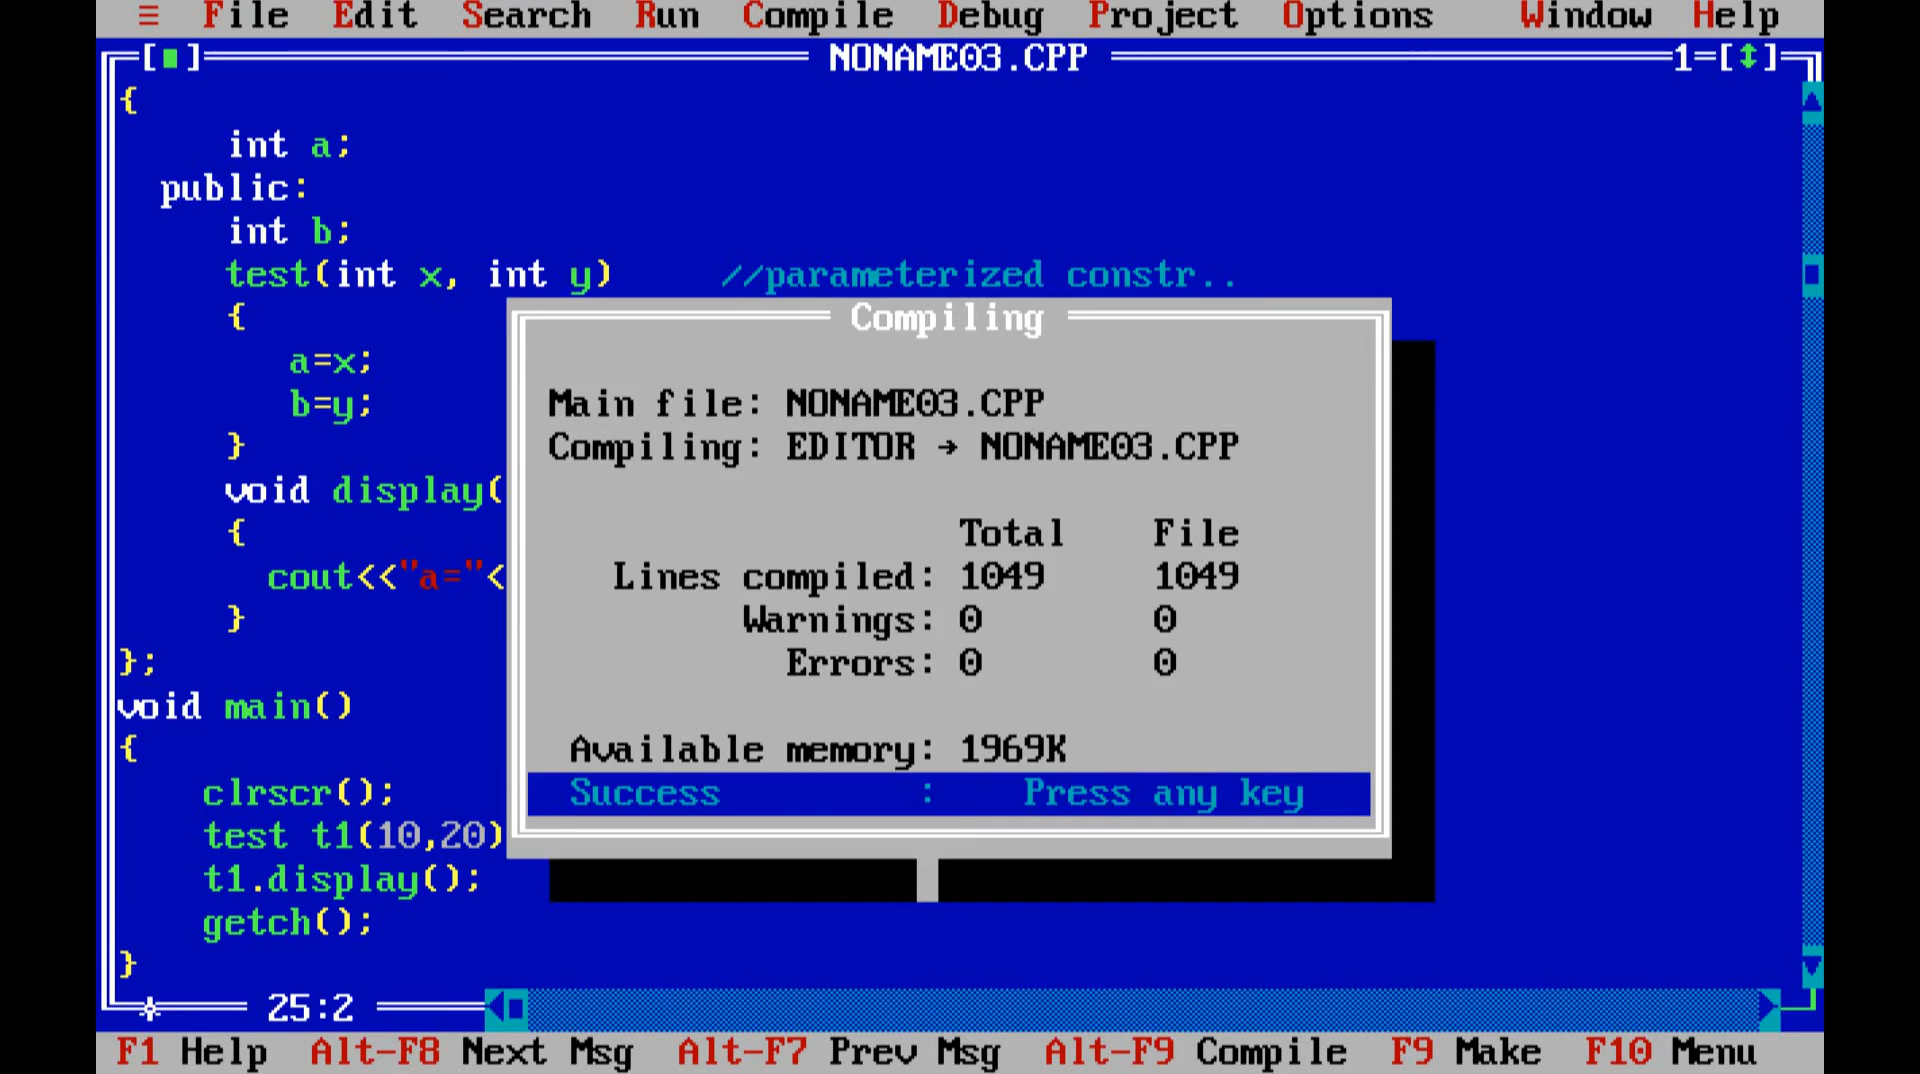 ≡ File Edit Search Run Compile Debug Project Options Window Help
[■] NONAME03.CPP 1=[↕]
{
int a;
public:
int b;
test(int x, int y) //parameterized constr..
{
a=x;
b=y;
}
void display(
{
cout<<"a="<
}
};
void main()
{
clrscr();
test t1(10,20)
t1.display();
getch();
}
Compiling
Main file: NONAME03.CPP
Compiling: EDITOR → NONAME03.CPP
Total File
Lines compiled: 1049 1049
Warnings: 0 0
Errors: 0 0
Available memory: 1969K
Success : Press any key
25:2
F1 Help Alt-F8 Next Msg Alt-F7 Prev Msg Alt-F9 Compile F9 Make F10 Menu